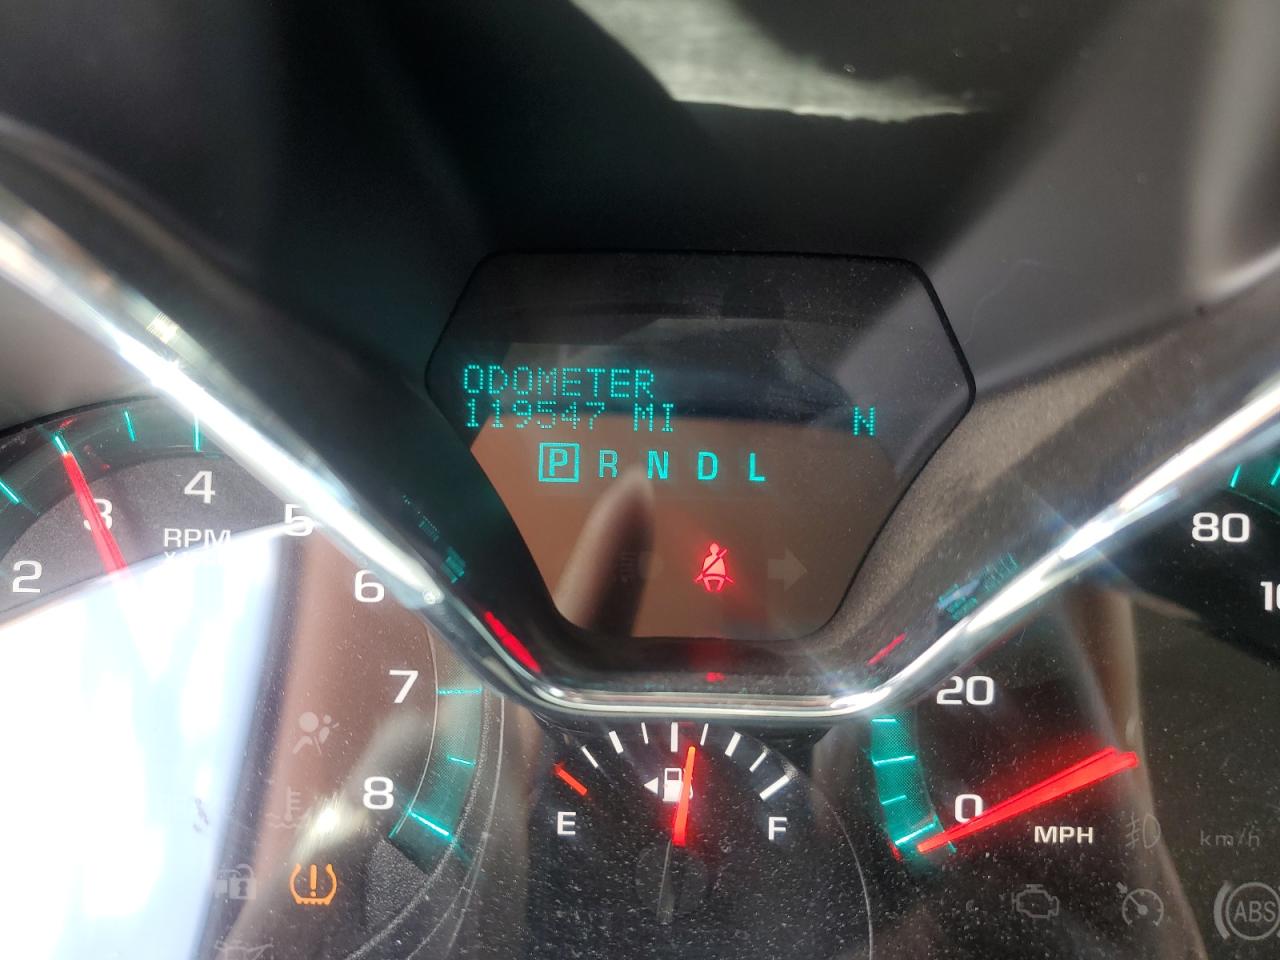 ODOMETER
119547 MI N
P R N D L
2
3
4
5
6
7
8
RPM
E
F
0
20
80
MPH
km/h
ABS